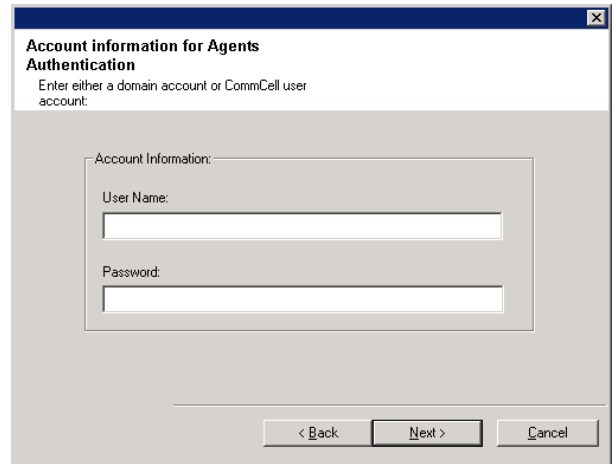 Account information for Agents
Authentication
Enter either a domain account or CommCell user
account:
Account Information:
User Name:
Password:
< Back
Next >
Cancel